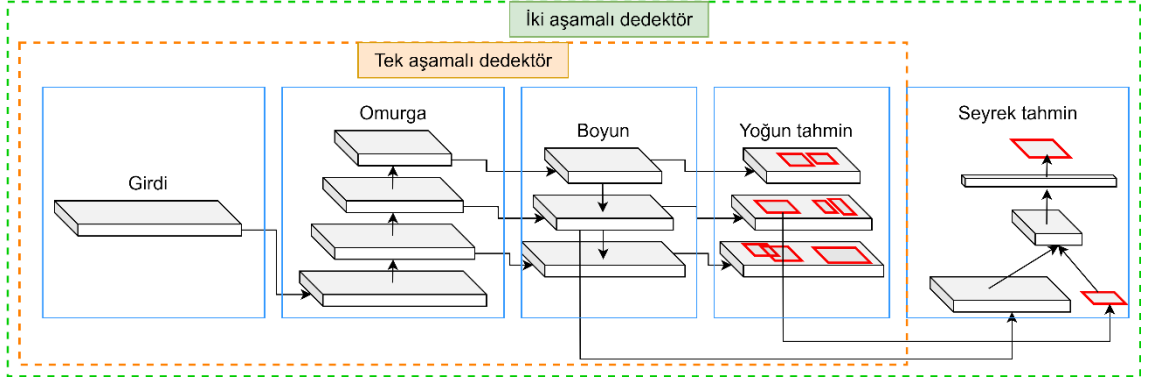 İki aşamalı dedektör
Tek aşamalı dedektör
Girdi
Omurga
Boyun
Yoğun tahmin
Seyrek tahmin